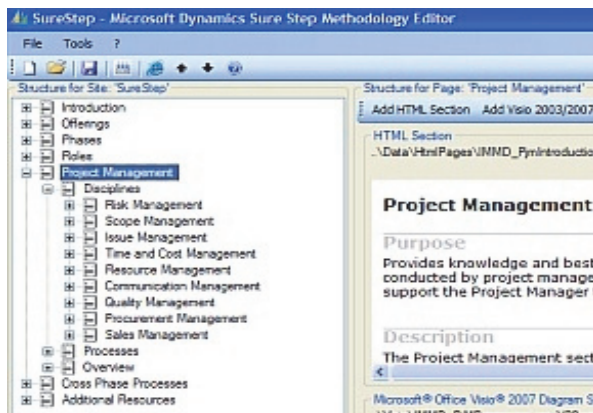 SureStep - Microsoft Dynamics Sure Step Methodology Editor
File Tools ?
Structure for Site: 'SureStep'
Introduction
Offerings
Phases
Roles
Project Management
Disciplines
Risk Management
Scope Management
Issue Management
Time and Cost Management
Resource Management
Communication Management
Quality Management
Procurement Management
Sales Management
Processes
Overview
Cross Phase Processes
Additional Resources
Structure for Page: 'Project Management'
Add HTML Section Add Visio 2003/2007
HTML Section
..\Data\HtmlPages\
Project Management
Purpose
Provides knowledge and best
conducted by project manage
support the Project Manager
Description
The Project Management sect
Microsoft® Office Visio® 2007 Diagram S